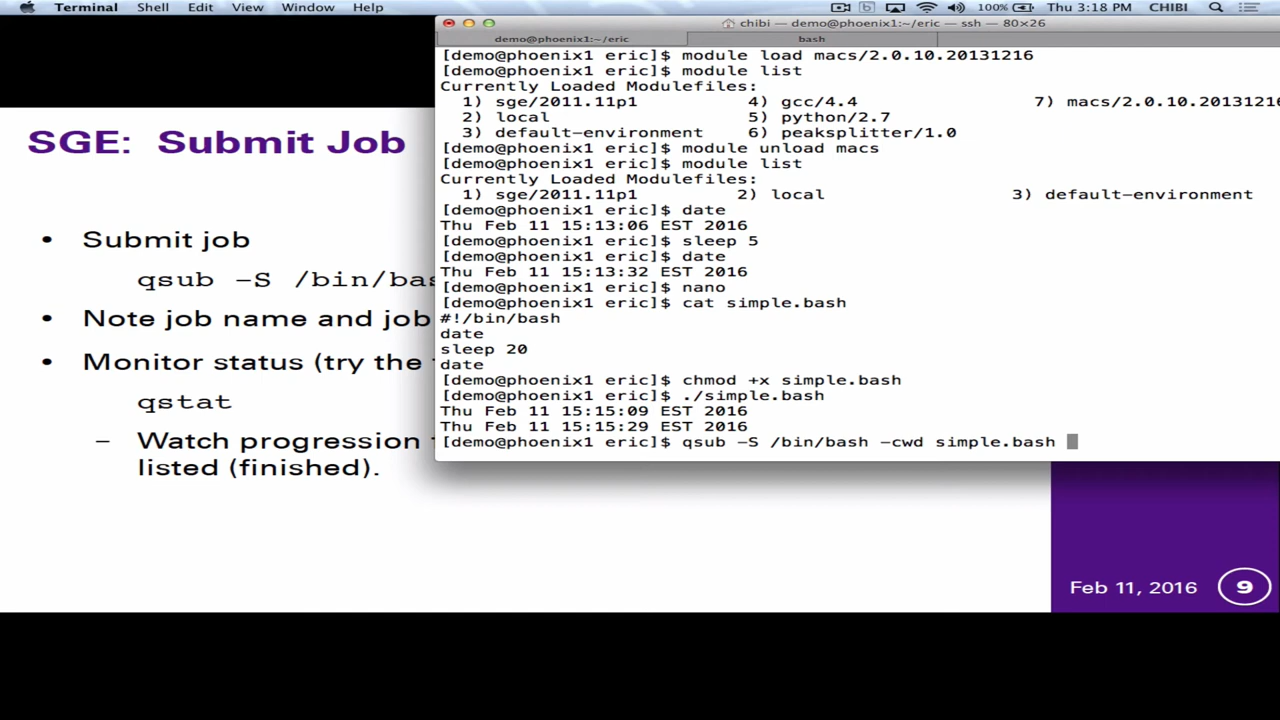 Terminal Shell Edit View Window Help 100% Thu 3:18 PM CHIBI
chibi — demo@phoenix1:~/eric — ssh — 80×26
demo@phoenix1:~/eric bash
[demo@phoenix1 eric]$ module load macs/2.0.10.20131216
[demo@phoenix1 eric]$ module list
Currently Loaded Modulefiles:
1) sge/2011.11p1 4) gcc/4.4 7) macs/2.0.10.20131216
2) local 5) python/2.7
3) default-environment 6) peaksplitter/1.0
[demo@phoenix1 eric]$ module unload macs
[demo@phoenix1 eric]$ module list
Currently Loaded Modulefiles:
1) sge/2011.11p1 2) local 3) default-environment
[demo@phoenix1 eric]$ date
Thu Feb 11 15:13:06 EST 2016
[demo@phoenix1 eric]$ sleep 5
[demo@phoenix1 eric]$ date
Thu Feb 11 15:13:32 EST 2016
[demo@phoenix1 eric]$ nano
[demo@phoenix1 eric]$ cat simple.bash
#!/bin/bash
date
sleep 20
date
[demo@phoenix1 eric]$ chmod +x simple.bash
[demo@phoenix1 eric]$ ./simple.bash
Thu Feb 11 15:15:09 EST 2016
Thu Feb 11 15:15:29 EST 2016
[demo@phoenix1 eric]$ qsub -S /bin/bash -cwd simple.bash
SGE: Submit Job
• Submit job
qsub -S /bin/bas
• Note job name and job
• Monitor status (try the
qstat
– Watch progression
listed (finished).
Feb 11, 2016 9